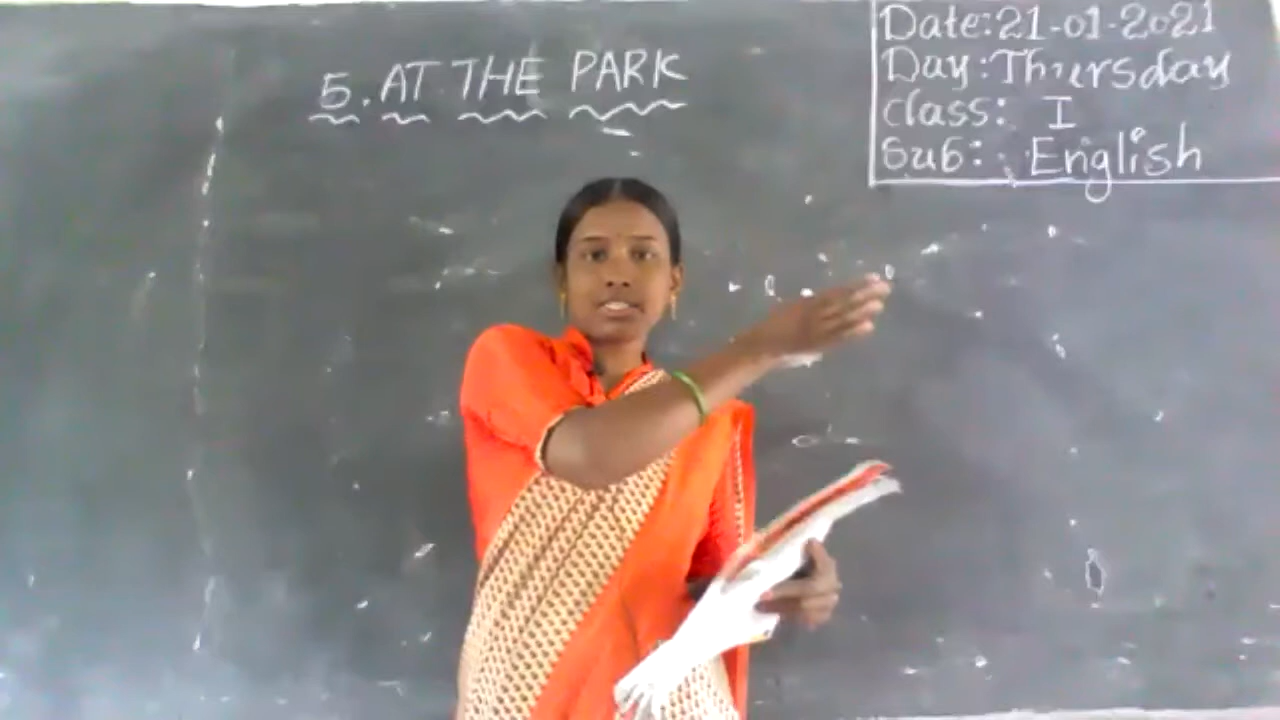 5. AT THE PARK
Date:21-01-2021
Day:Thursday
class: I
Sub: English